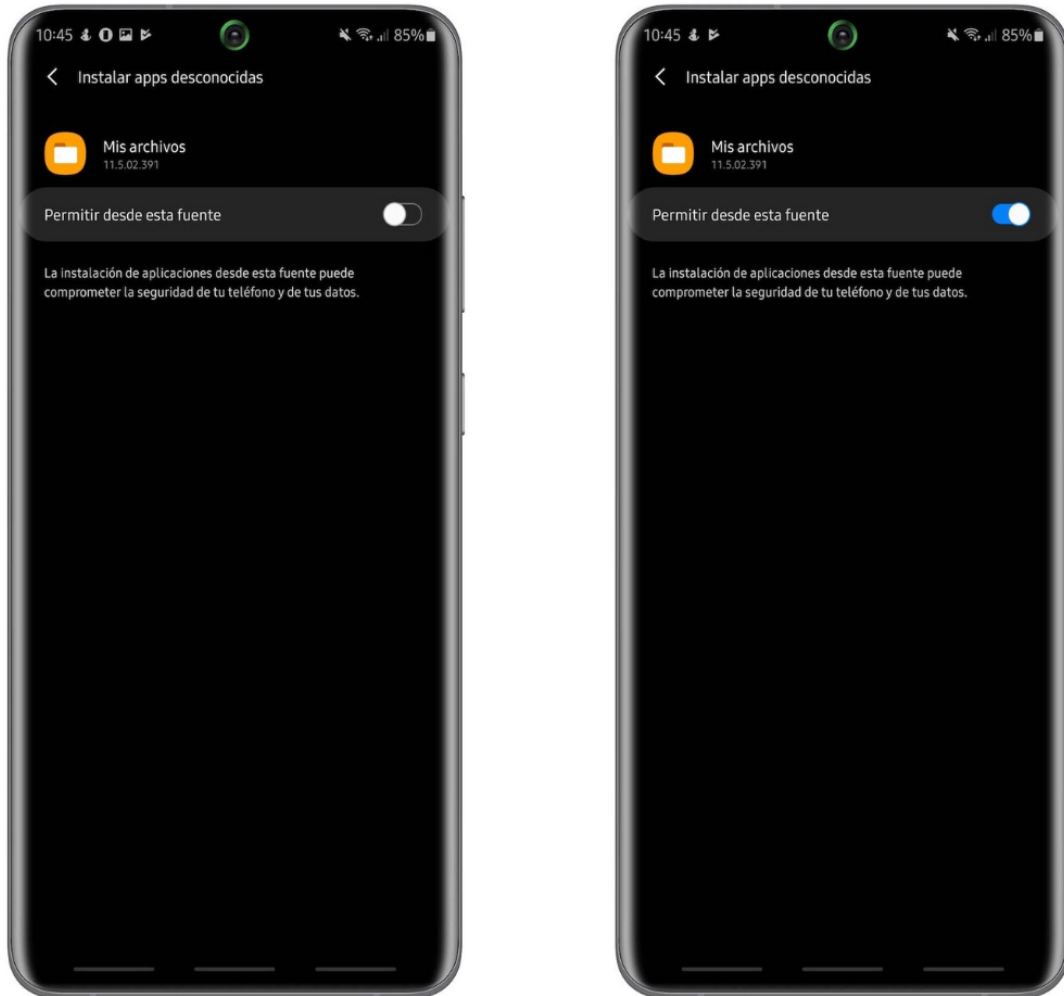 10:45
85%
Instalar apps desconocidas
Mis archivos
11.5.02.391
Permitir desde esta fuente
La instalación de aplicaciones desde esta fuente puede
comprometer la seguridad de tu teléfono y de tus datos.
10:45
85%
Instalar apps desconocidas
Mis archivos
11.5.02.391
Permitir desde esta fuente
La instalación de aplicaciones desde esta fuente puede
comprometer la seguridad de tu teléfono y de tus datos.